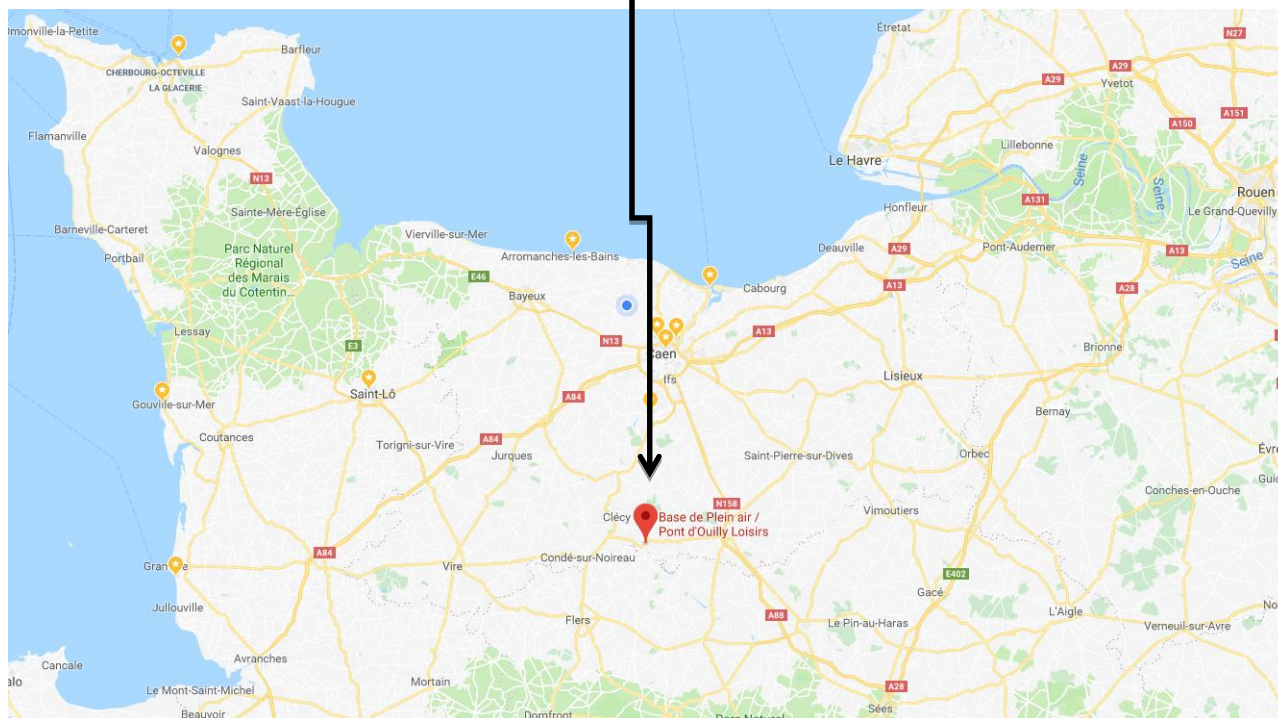 Étretat
N27
Omonville-la-Petite
Barfleur
CHERBOURG-OCTEVILLE
LA GLACERIE
A29
A29
Yvetot
Saint-Vaast-la-Hougue
A151
A150
Flamanville
Valognes
Lillebonne
Le Havre
Seine
Seine
N13
Rouen
A131
Sainte-Mère-Église
Honfleur
Le Grand-Quevilly
Barneville-Carteret
Vierville-sur-Mer
Portbail
Parc Naturel
Régional
des Marais
du Cotentin...
Arromanches-les-Bains
Deauville
A29
Pont-Audemer
A13
Seine
E46
Cabourg
A13
A28
Bayeux
Lessay
A13
N13
E3
Caen
Brionne
Ifs
Lisieux
Saint-Lô
A84
Gouville-sur-Mer
Bernay
Coutances
Torigni-sur-Vire
A84
Jurques
Saint-Pierre-sur-Dives
Orbec
Conches-en-Ouche
N158
Vimoutiers
Clécy
Base de Plein air /
Pont d'Ouilly Loisirs
A84
Condé-sur-Noireau
Vire
E402
Gacé
Jullouville
L'Aigle
A88
Flers
Le Pin-au-Haras
Verneuil-sur-Avre
Avranches
Cancale
Mortain
Le Mont-Saint-Michel
A28
Beauvoir
Sées